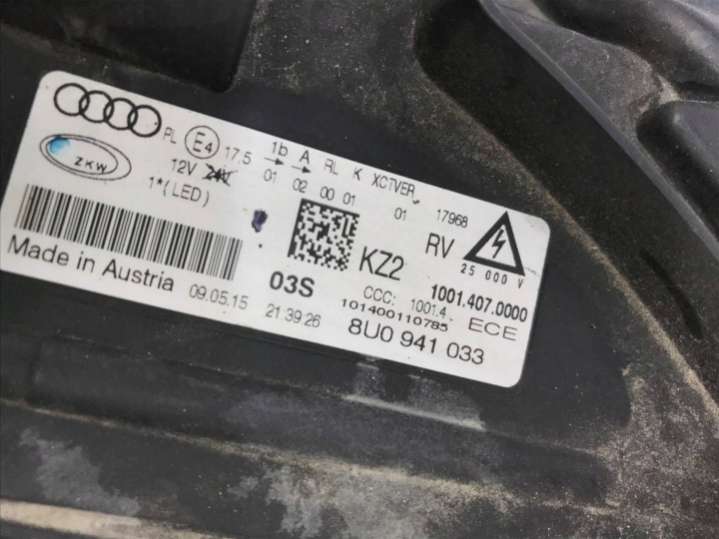 PL E4 17.5 1b A RL K XCTVER
ZKW 12V 01 02 00 01 01 17968
1*(LED)
RV
25 000 V
KZ2
Made in Austria 09.05.15 21:39:26 03S
CCC: 1001.4. 1001.407.0000
101400110785 ECE
8U0 941 033